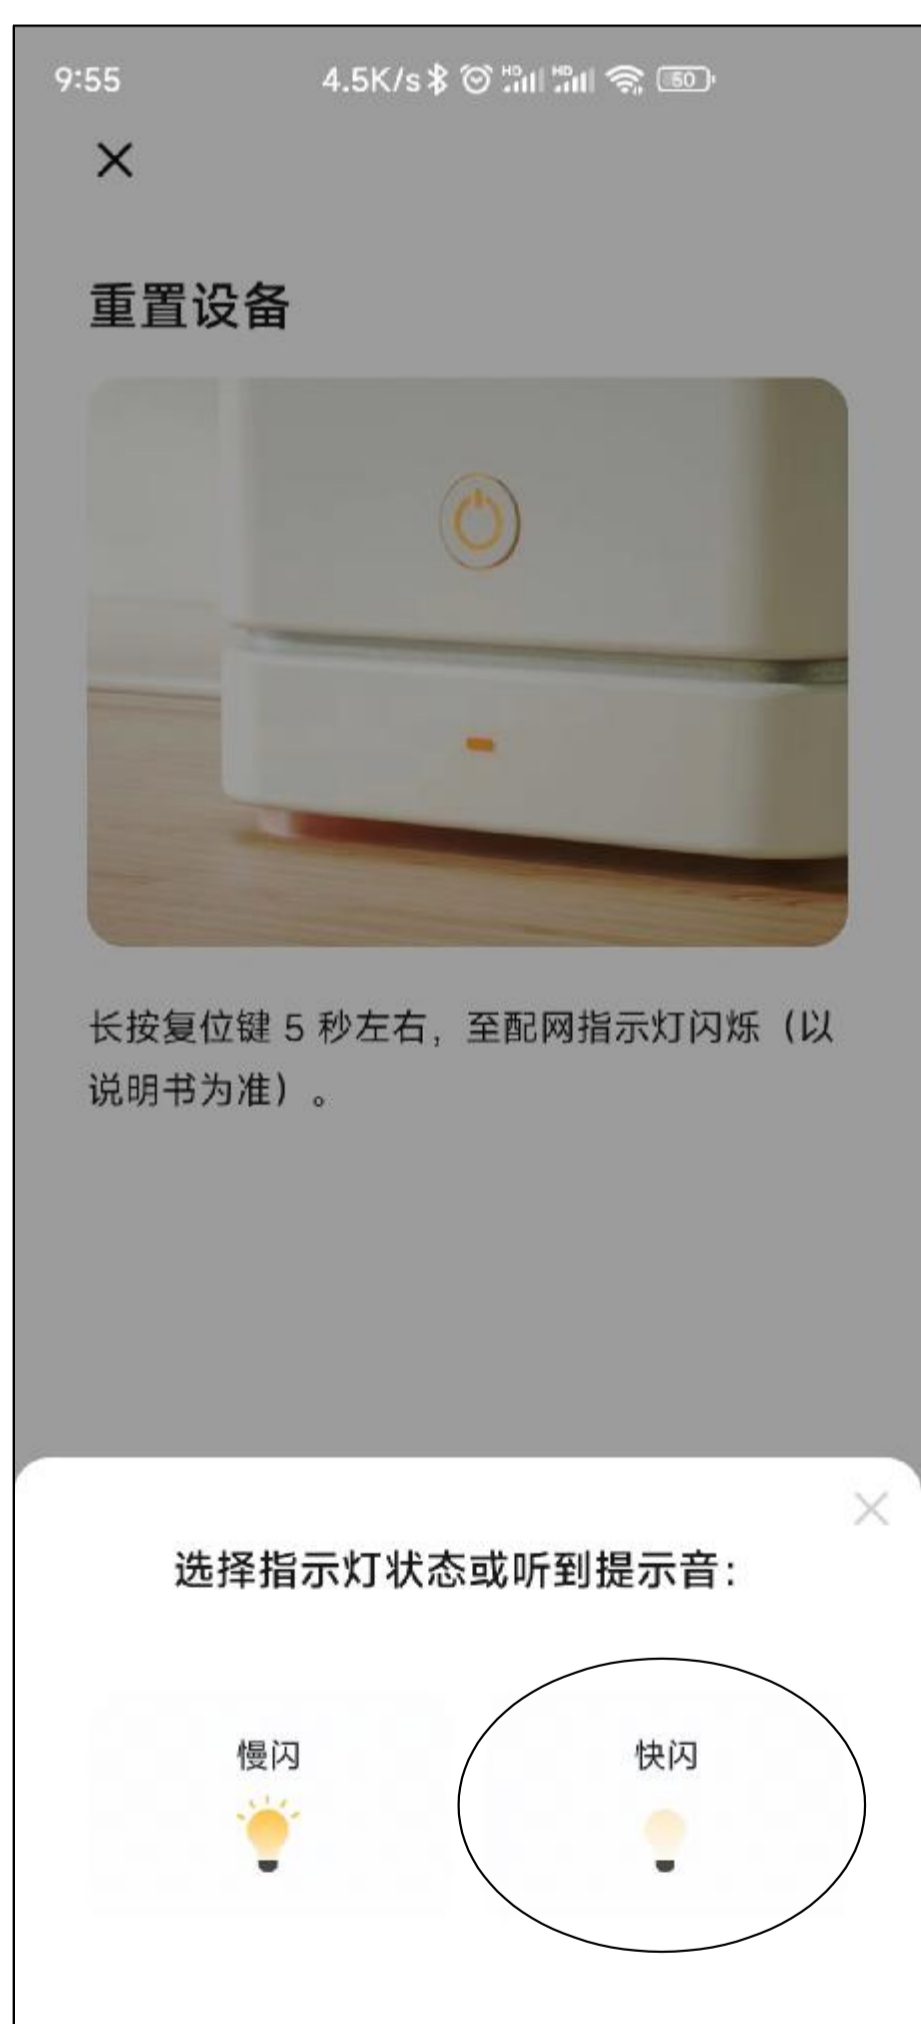 9:55
4.5K/s HD HD 50
重置设备
长按复位键 5 秒左右，至配网指示灯闪烁（以
说明书为准）。
选择指示灯状态或听到提示音：
慢闪
快闪